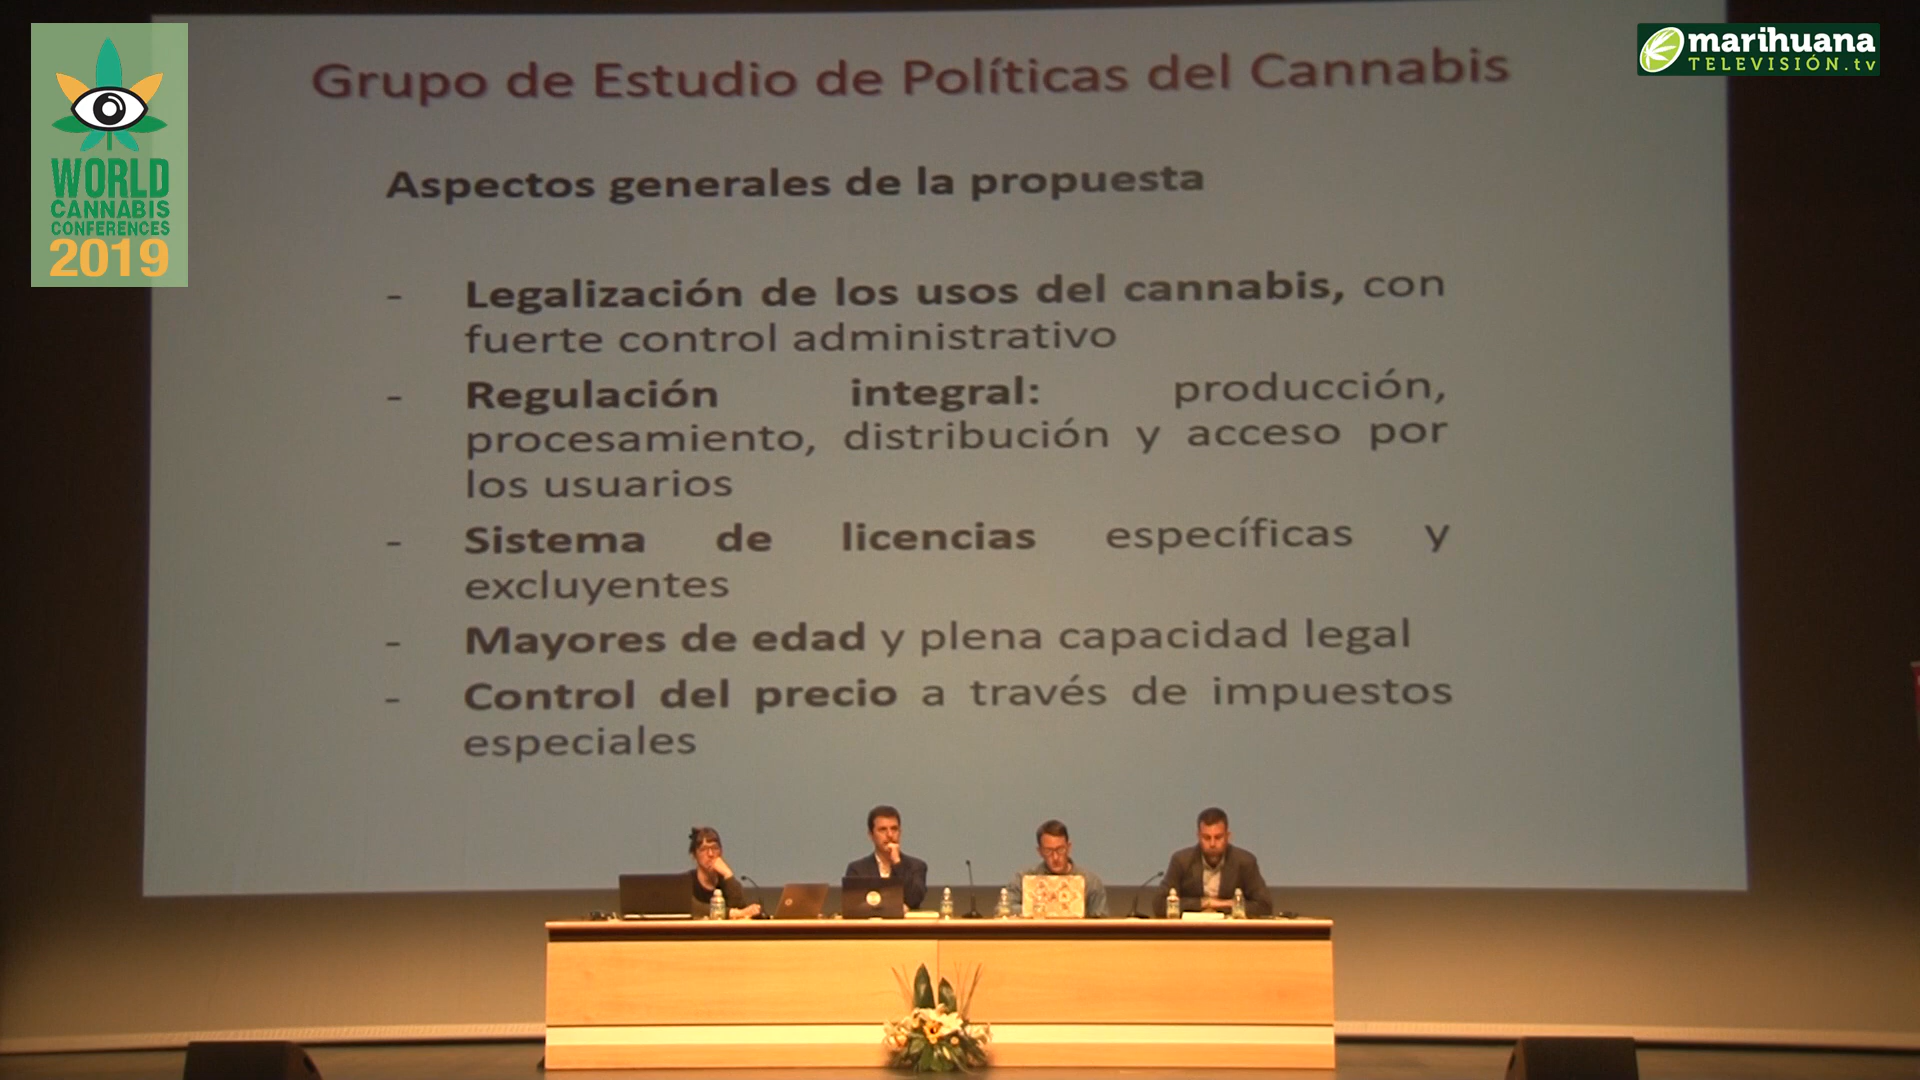 WORLD
CANNABIS
CONFERENCES
2019
marihuana
TELEVISIÓN.tv
Grupo de Estudio de Políticas del Cannabis
Aspectos generales de la propuesta
- Legalización de los usos del cannabis, con
fuerte control administrativo
- Regulación integral: producción,
procesamiento, distribución y acceso por
los usuarios
- Sistema de licencias específicas y
excluyentes
- Mayores de edad y plena capacidad legal
- Control del precio a través de impuestos
especiales